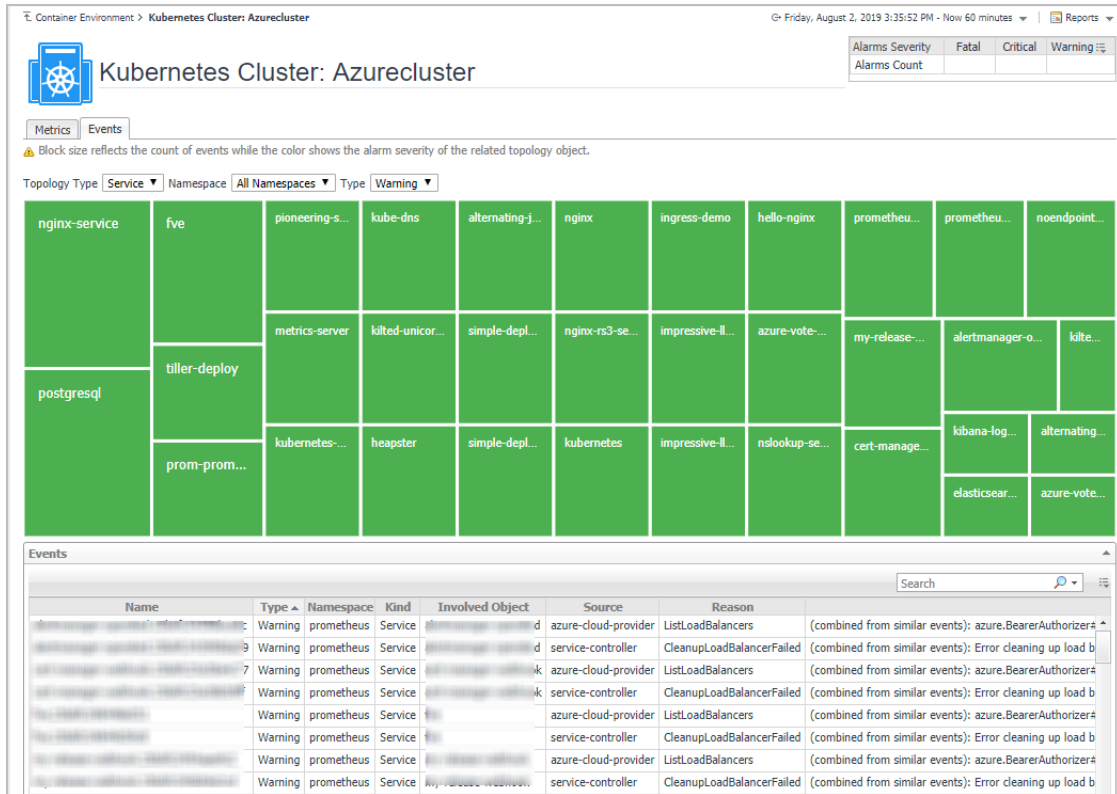 Container Environment > Kubernetes Cluster: Azurecluster
Friday, August 2, 2019 3:35:52 PM - Now 60 minutes | Reports
Kubernetes Cluster: Azurecluster
Alarms Severity Fatal Critical Warning
Alarms Count
Metrics Events
Block size reflects the count of events while the color shows the alarm severity of the related topology object.
Topology Type Service Namespace All Namespaces Type Warning
nginx-service fve pioneering-s... kube-dns alternating-j... nginx ingress-demo hello-nginx prometheu... prometheu... noendpoint...
metrics-server kilted-unicor... simple-depl... nginx-rs3-se... impressive-ll... azure-vote-... my-release-... alertmanager-o... kilte...
tiller-deploy
postgresql
kibana-log... alternating...
kubernetes-... heapster simple-depl... kubernetes impressive-ll... nslookup-se... cert-manage...
prom-prom...
elasticsear... azure-vote...
Events
Search
Name Type Namespace Kind Involved Object Source Reason
Warning prometheus Service d azure-cloud-provider ListLoadBalancers (combined from similar events): azure.BearerAuthorizer#
9 Warning prometheus Service d service-controller CleanupLoadBalancerFailed (combined from similar events): Error cleaning up load b
7 Warning prometheus Service k azure-cloud-provider ListLoadBalancers (combined from similar events): azure.BearerAuthorizer#
Warning prometheus Service k service-controller CleanupLoadBalancerFailed (combined from similar events): Error cleaning up load b
Warning prometheus Service azure-cloud-provider ListLoadBalancers (combined from similar events): azure.BearerAuthorizer#
Warning prometheus Service service-controller CleanupLoadBalancerFailed (combined from similar events): Error cleaning up load b
Warning prometheus Service azure-cloud-provider ListLoadBalancers (combined from similar events): azure.BearerAuthorizer#
Warning prometheus Service service-controller CleanupLoadBalancerFailed (combined from similar events): Error cleaning up load b